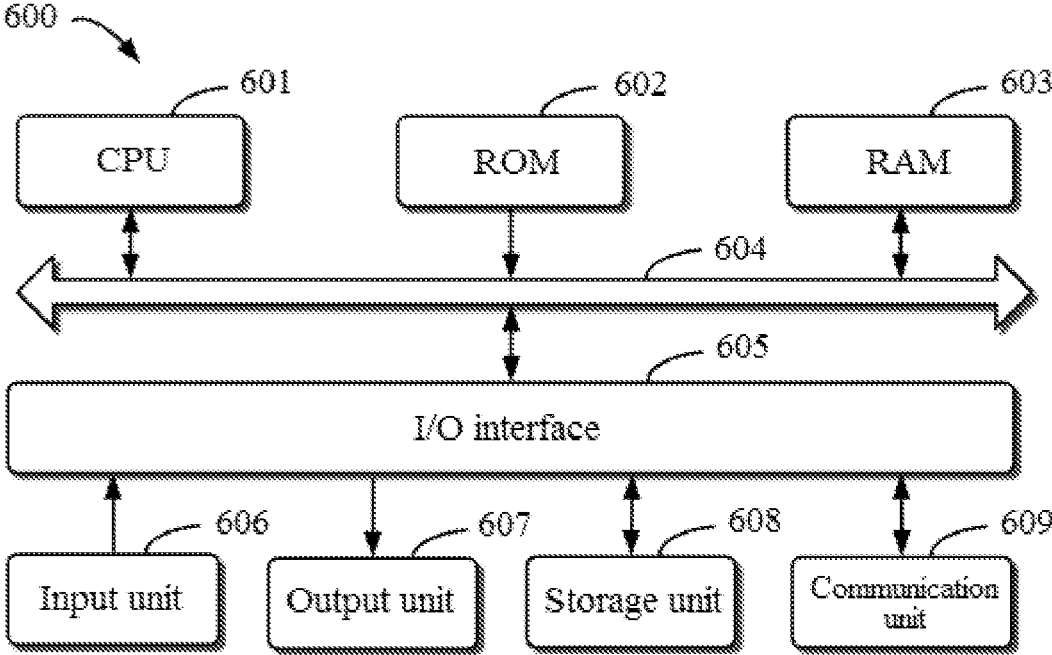 600
601
602
603
CPU
ROM
RAM
604
605
I/O interface
606
607
608
609
Input unit
Output unit
Storage unit
Communication
unit